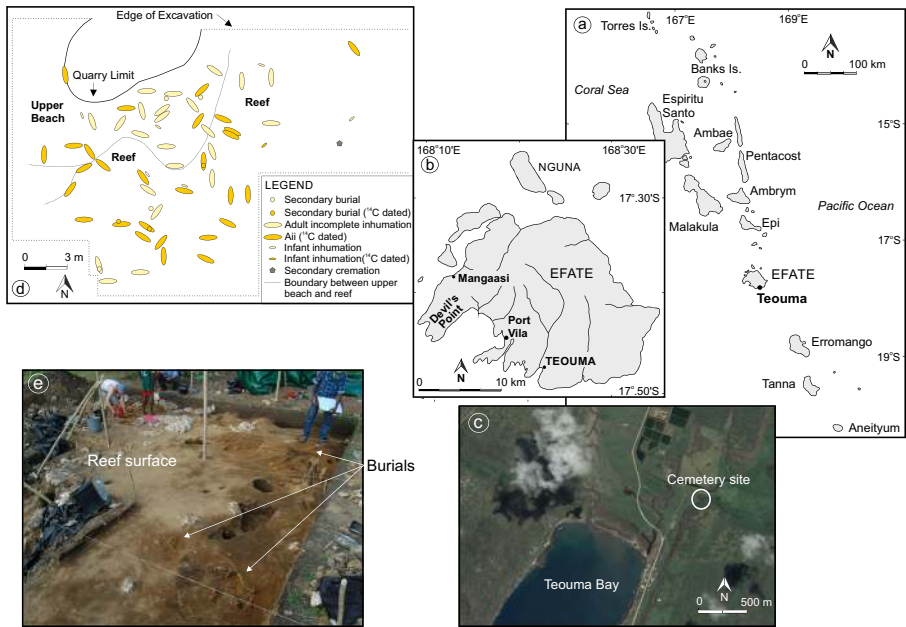 Edge of Excavation
Quarry Limit
Upper
Beach
Reef
Reef
LEGEND
Secondary burial
Secondary burial (¹⁴C dated)
Adult incomplete inhumation
Aii (¹⁴C dated)
Infant inhumation
Infant inhumation(¹⁴C dated)
Secondary cremation
Boundary between upper
beach and reef
0 3 m
N
d
167°E
169°E
a
Torres Is.
N
0 100 km
Banks Is.
Coral Sea
Espiritu
Santo
Ambae
15°S
Pentacost
Ambrym
Malakula
Epi
Pacific Ocean
17°S
EFATE
Teouma
Erromango
19°S
Tanna
Aneityum
168°10'E
168°30'E
b
NGUNA
17°.30'S
EFATE
Mangaasi
Devil's
Point
Port
Vila
TEOUMA
N
0 10 km
17°.50'S
e
Reef surface
Burials
c
Cemetery site
Teouma Bay
N
0 500 m